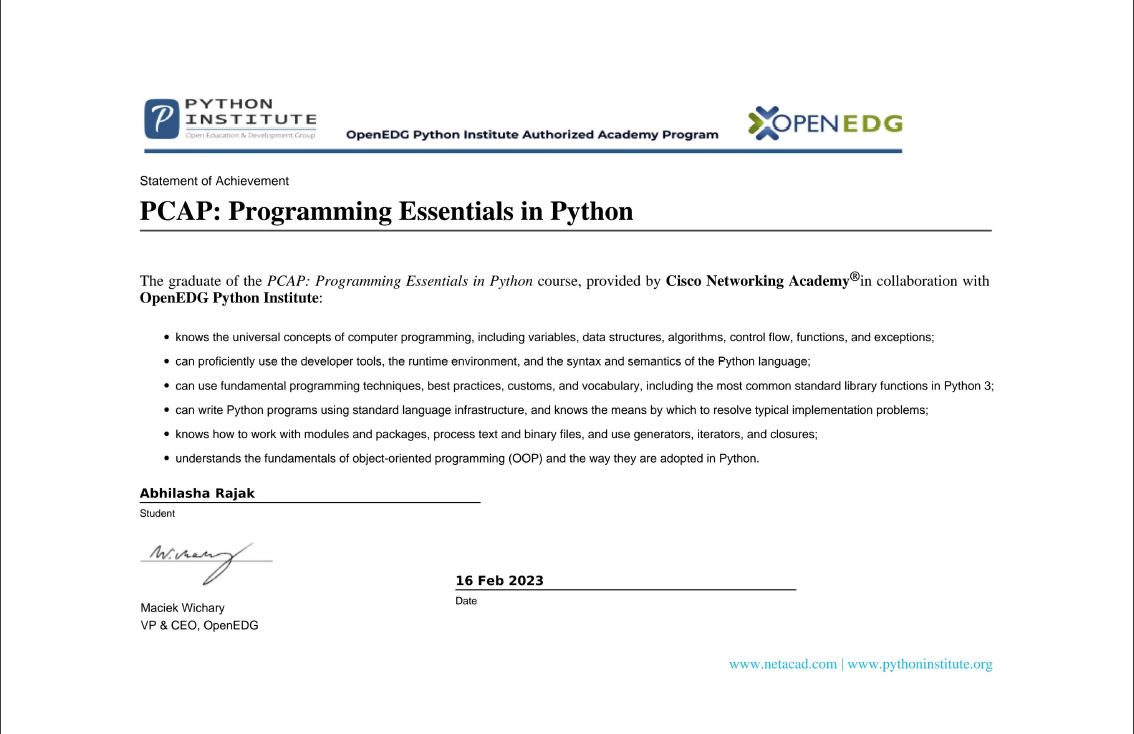 PYTHON
INSTITUTE
Open Education & Development Group
OpenEDG Python Institute Authorized Academy Program
OPENEDG
Statement of Achievement
PCAP: Programming Essentials in Python
The graduate of the PCAP: Programming Essentials in Python course, provided by Cisco Networking Academy®in collaboration with
OpenEDG Python Institute:
• knows the universal concepts of computer programming, including variables, data structures, algorithms, control flow, functions, and exceptions;
• can proficiently use the developer tools, the runtime environment, and the syntax and semantics of the Python language;
• can use fundamental programming techniques, best practices, customs, and vocabulary, including the most common standard library functions in Python 3;
• can write Python programs using standard language infrastructure, and knows the means by which to resolve typical implementation problems;
• knows how to work with modules and packages, process text and binary files, and use generators, iterators, and closures;
• understands the fundamentals of object-oriented programming (OOP) and the way they are adopted in Python.
Abhilasha Rajak
Student
W.chary
16 Feb 2023
Date
Maciek Wichary
VP & CEO, OpenEDG
www.netacad.com | www.pythoninstitute.org